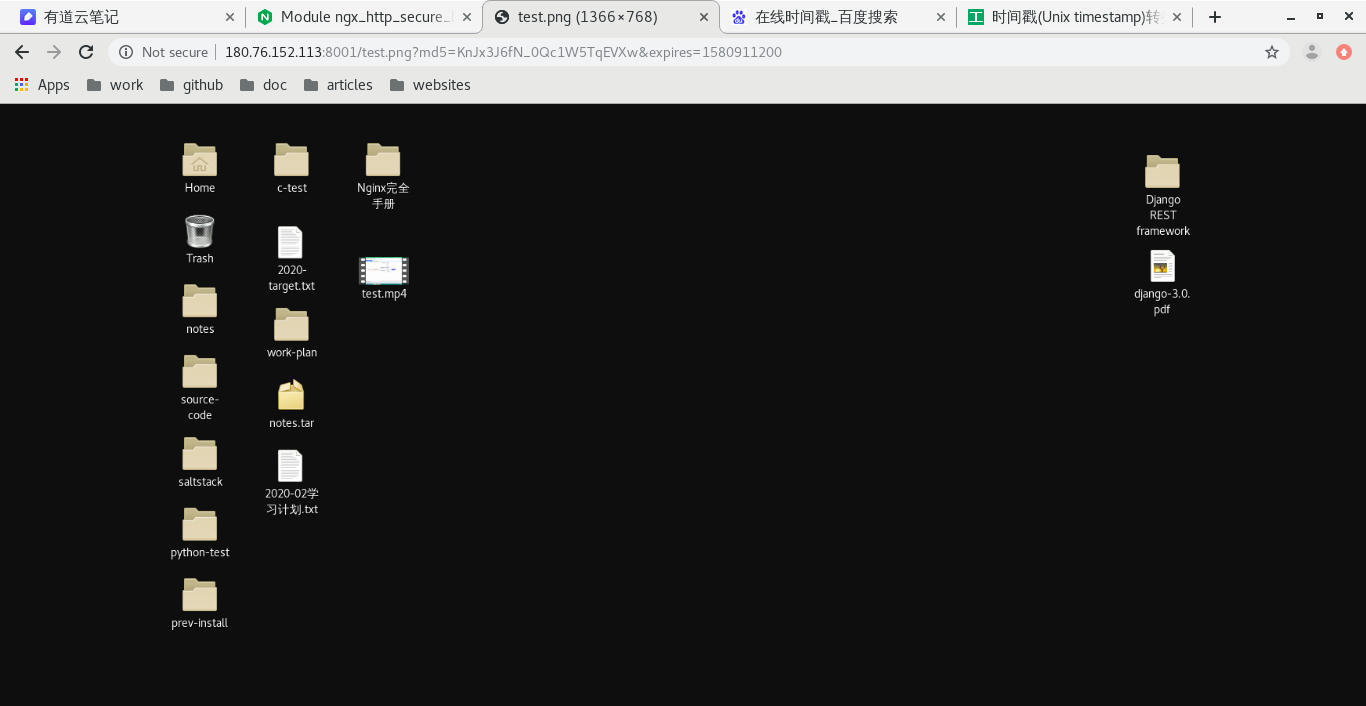 有道云笔记
Module ngx_http_secure_
test.png (1366×768)
在线时间戳_百度搜索
时间戳(Unix timestamp)转
Not secure
180.76.152.113:8001/test.png?md5=KnJx3J6fN_0Qc1W5TqEVXw&expires=1580911200
Apps
work
github
doc
articles
websites
Home
c-test
Nginx完全
手册
Django
REST
framework
Trash
2020-
target.txt
test.mp4
django-3.0.
pdf
notes
work-plan
source-
code
notes.tar
saltstack
2020-02学
习计划.txt
python-test
prev-install